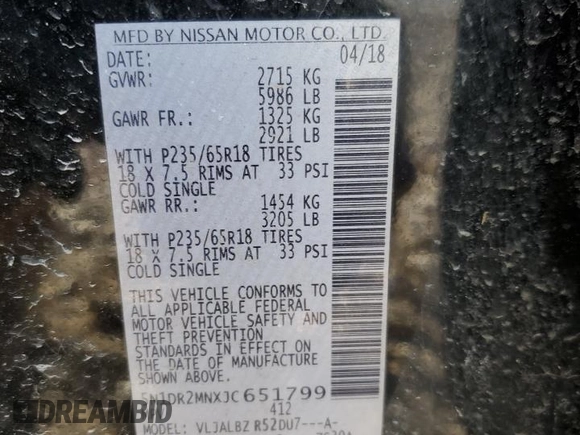 MFD BY NISSAN MOTOR CO., LTD.
DATE: 04/18
GVWR: 2715 KG
5986 LB
GAWR FR.: 1325 KG
2921 LB
WITH P235/65R18 TIRES
18 X 7.5 RIMS AT 33 PSI
COLD SINGLE
GAWR RR.: 1454 KG
3205 LB
WITH P235/65R18 TIRES
18 X 7.5 RIMS AT 33 PSI
COLD SINGLE
THIS VEHICLE CONFORMS TO
ALL APPLICABLE FEDERAL
MOTOR VEHICLE SAFETY AND
THEFT PREVENTION
STANDARDS IN EFFECT ON
THE DATE OF MANUFACTURE
SHOWN ABOVE.
5N1DR2MNXJC651799
412
MODEL: VLJALBZ R52DU7---A-
DREAMBID